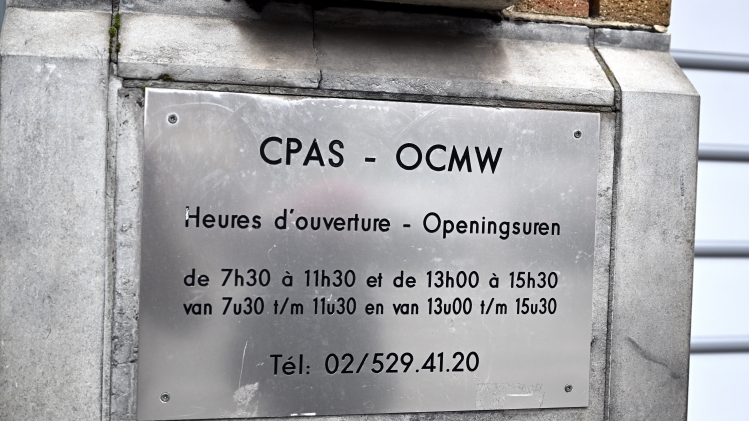 CPAS - OCMW
Heures d'ouverture - Openingsuren
de 7h30 à 11h30 et de 13h00 à 15h30
van 7u30 t/m 11u30 en van 13u00 t/m 15u30
Tél: 02/529.41.20